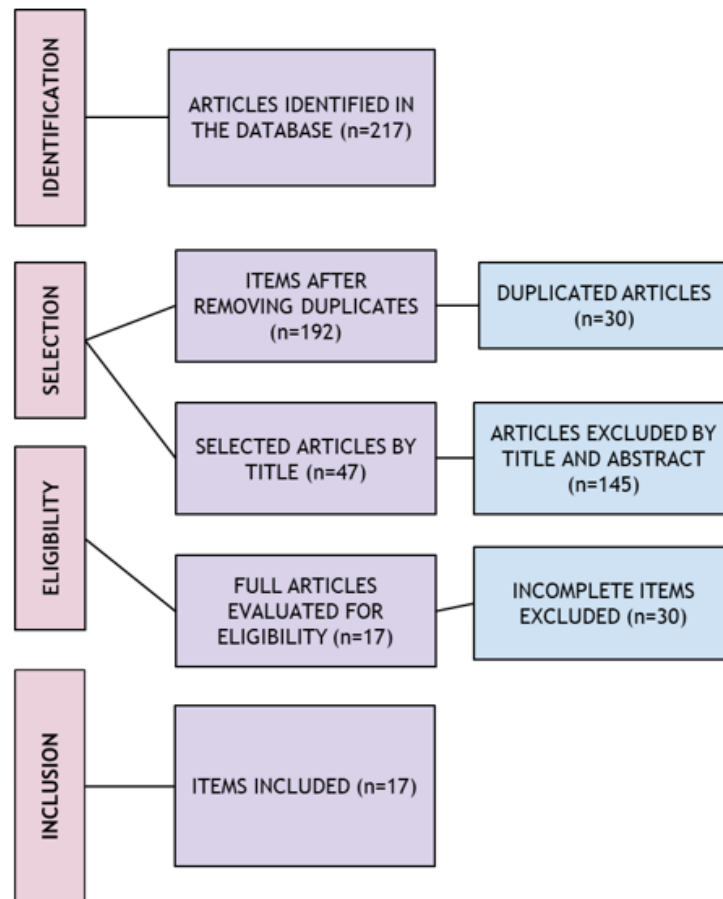 IDENTIFICATION
ARTICLES IDENTIFIED IN
THE DATABASE (n=217)
SELECTION
ITEMS AFTER
REMOVING DUPLICATES
(n=192)
DUPLICATED ARTICLES
(n=30)
SELECTED ARTICLES BY
TITLE (n=47)
ARTICLES EXCLUDED BY
TITLE AND ABSTRACT
(n=145)
ELIGIBILITY
FULL ARTICLES
EVALUATED FOR
ELIGIBILITY (n=17)
INCOMPLETE ITEMS
EXCLUDED (n=30)
INCLUSION
ITEMS INCLUDED (n=17)